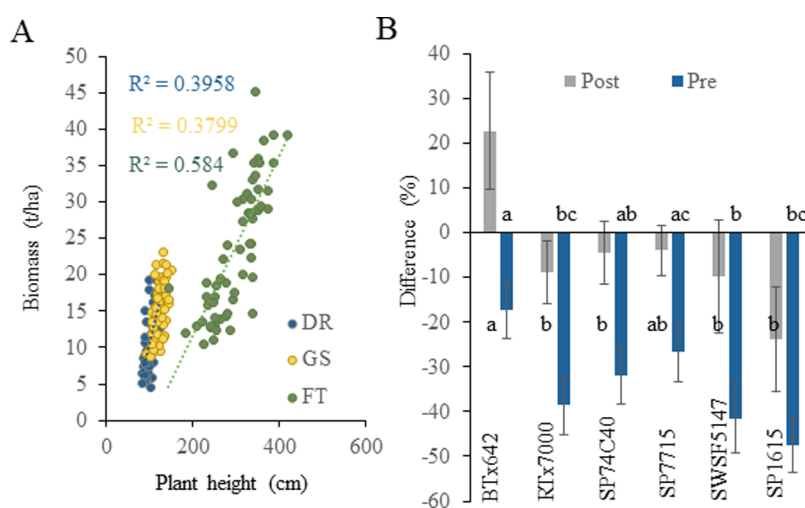 A
R² = 0.3958
R² = 0.3799
R² = 0.584
50
45
40
35
30
25
20
15
10
5
0
Biomass (t/ha)
0 200 400 600
Plant height (cm)
DR
GS
FT
B
40
30
20
10
0
-10
-20
-30
-40
-50
-60
Difference (%)
Post Pre
a bc ab ac b bc
a b b ab b b
BTx642 RTx7000 SP74C40 SP7715 SWSF5147 SP1615